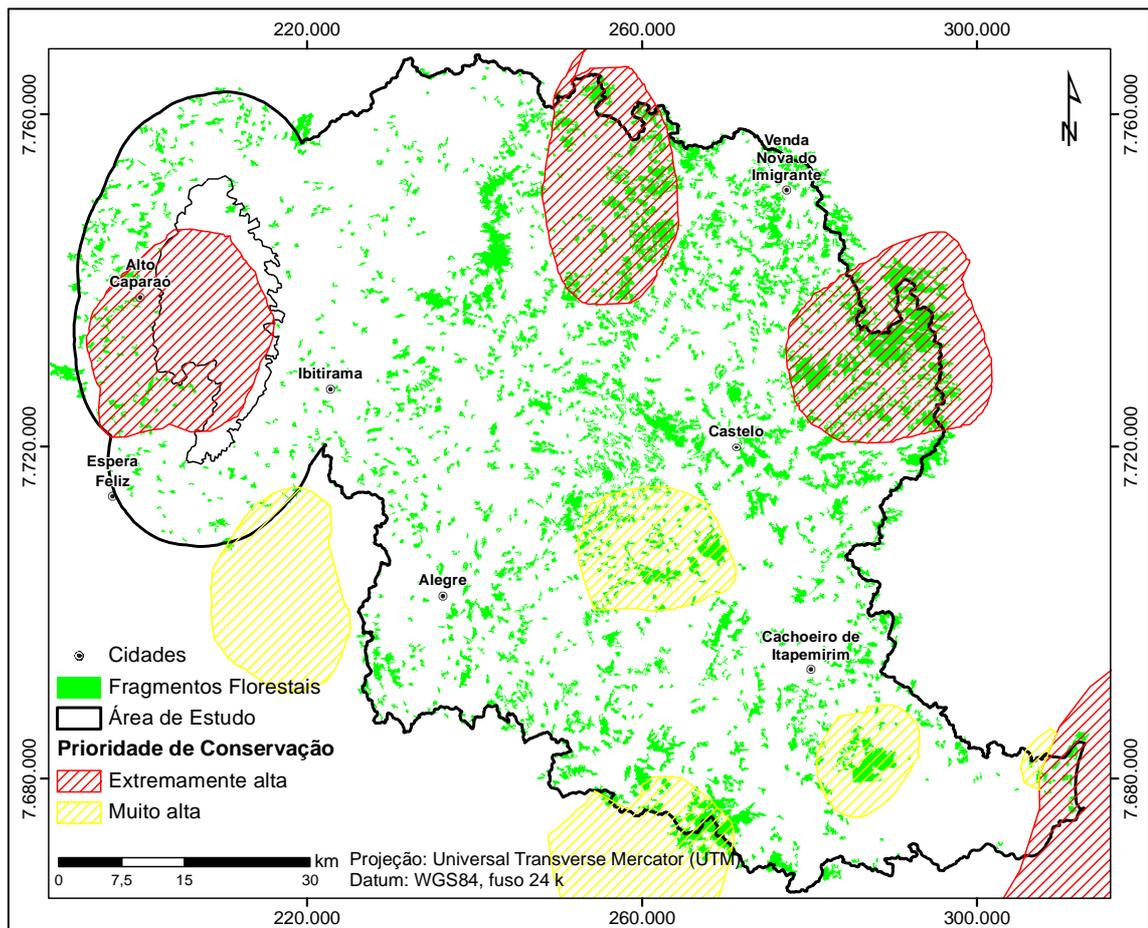 220.000 260.000 300.000
7.760.000 7.760.000
N
Venda
Nova do
Imigrante
Alto
Caparaó
Ibitirama
Castelo
7.720.000 7.720.000
Espera
Feliz
Alegre
Cachoeiro de
Itapemirim
Cidades
Fragmentos Florestais
Área de Estudo
Prioridade de Conservação
Extremamente alta
Muito alta
7.680.000 7.680.000
km
0 7,5 15 30
Projeção: Universal Transverse Mercator (UTM)
Datum: WGS84, fuso 24 k
220.000 260.000 300.000